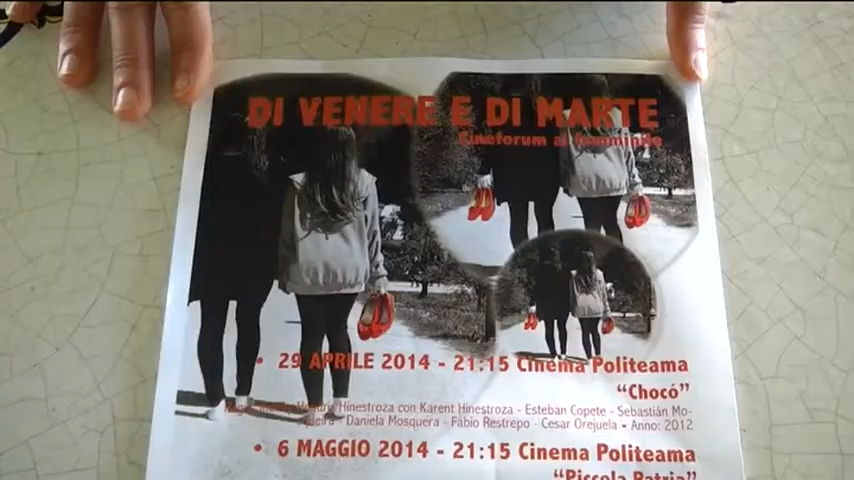 DI VENERE E DI MARTE
Cineforum al femminile
• 29 APRILE 2014 - 21:15 Cinema Politeama
“Chocó”
Hinestroza con Karent Hinestroza - Esteban Copete - Sebastián Mo-
- Daniela Mosquera - Fabio Restrepo - Cesar Orejuela • Anno: 2012
• 6 MAGGIO 2014 - 21:15 Cinema Politeama
“Piccola Patria”